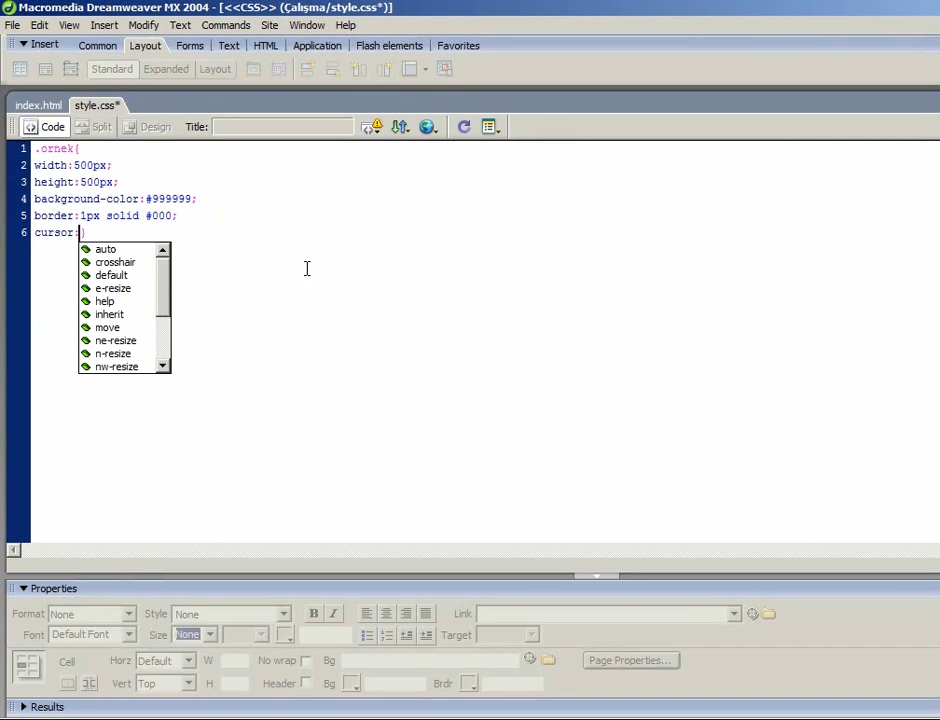 Macromedia Dreamweaver MX 2004 - [<<CSS>> (Çalışma/style.css*)]
File Edit View Insert Modify Text Commands Site Window Help
Insert Common Layout Forms Text HTML Application Flash elements Favorites
Standard Expanded Layout
index.html style.css*
Code Split Design Title:
1 .ornek{
2 width:500px;
3 height:500px;
4 background-color:#999999;
5 border:1px solid #000;
6 cursor:}
auto
crosshair
default
e-resize
help
inherit
move
ne-resize
n-resize
nw-resize
Properties
Format None Style None B I Link
Font Default Font Size None Target
Cell Horz Default W No wrap Bg Page Properties...
Vert Top H Header Bg Brdr
Results